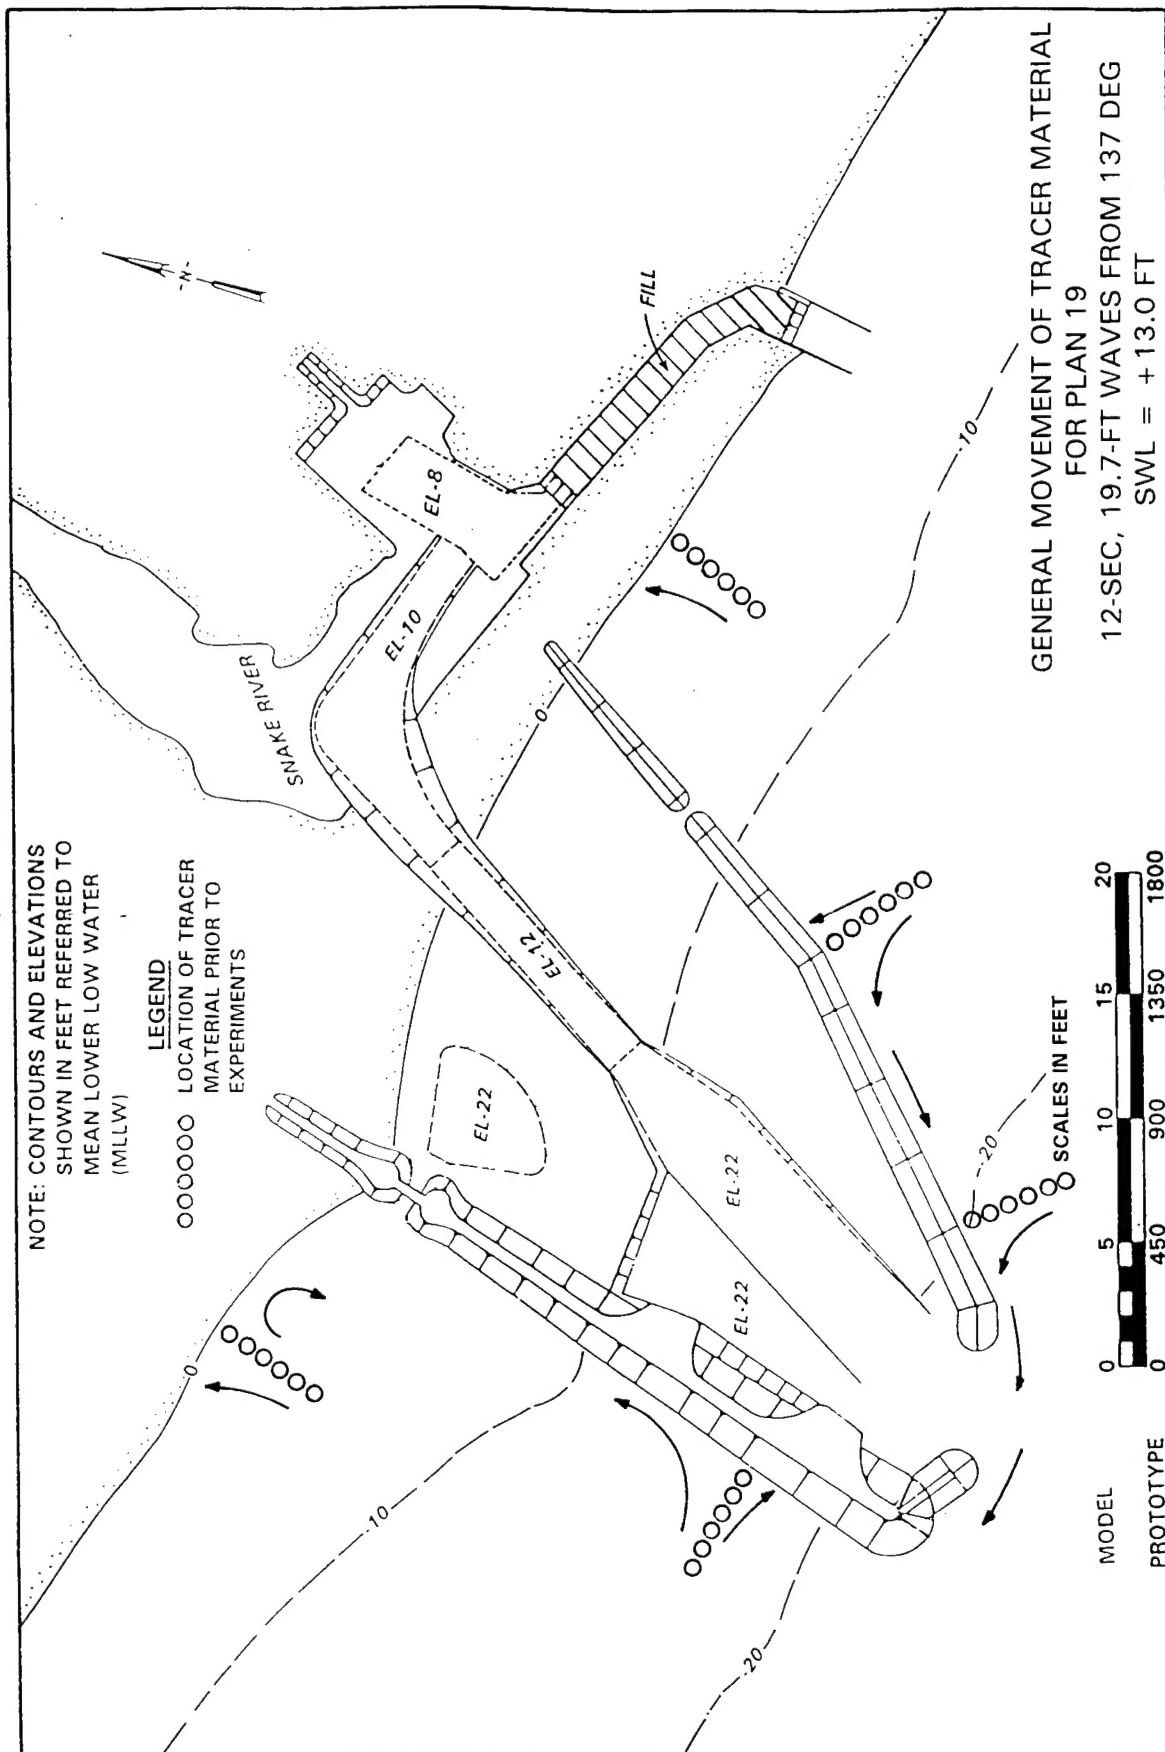 NOTE: CONTOURS AND ELEVATIONS
SHOWN IN FEET REFERRED TO
MEAN LOWER LOW WATER
(MLLW)
LEGEND
OOOOOO LOCATION OF TRACER
MATERIAL PRIOR TO
EXPERIMENTS
-N-
SNAKE RIVER
EL-8
EL-10
FILL
EL-12
EL-22
EL-22
EL-22
0
0
-10
-10
-20
-20
SCALES IN FEET
MODEL 0 5 10 15 20
PROTOTYPE 0 450 900 1350 1800
GENERAL MOVEMENT OF TRACER MATERIAL
FOR PLAN 19
12-SEC, 19.7-FT WAVES FROM 137 DEG
SWL = +13.0 FT